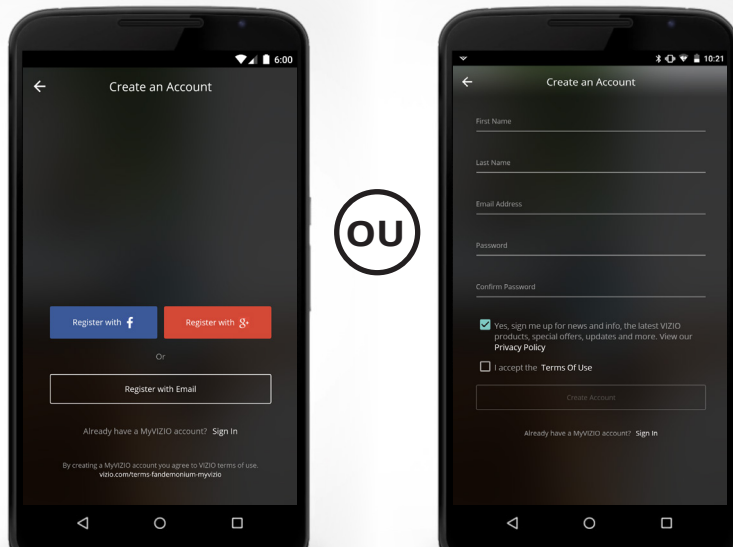 6:00
Create an Account
Register with f
Register with g+
Or
Register with Email
Already have a MyVIZIO account? Sign In
By creating a MyVIZIO account you agree to VIZIO terms of use.
vizio.com/terms-fandemonium-myvizio
OU
10:21
Create an Account
First Name
Last Name
Email Address
Password
Confirm Password
Yes, sign me up for news and info, the latest VIZIO
products, special offers, updates and more. View our
Privacy Policy
I accept the Terms Of Use
Create Account
Already have a MyVIZIO account? Sign In